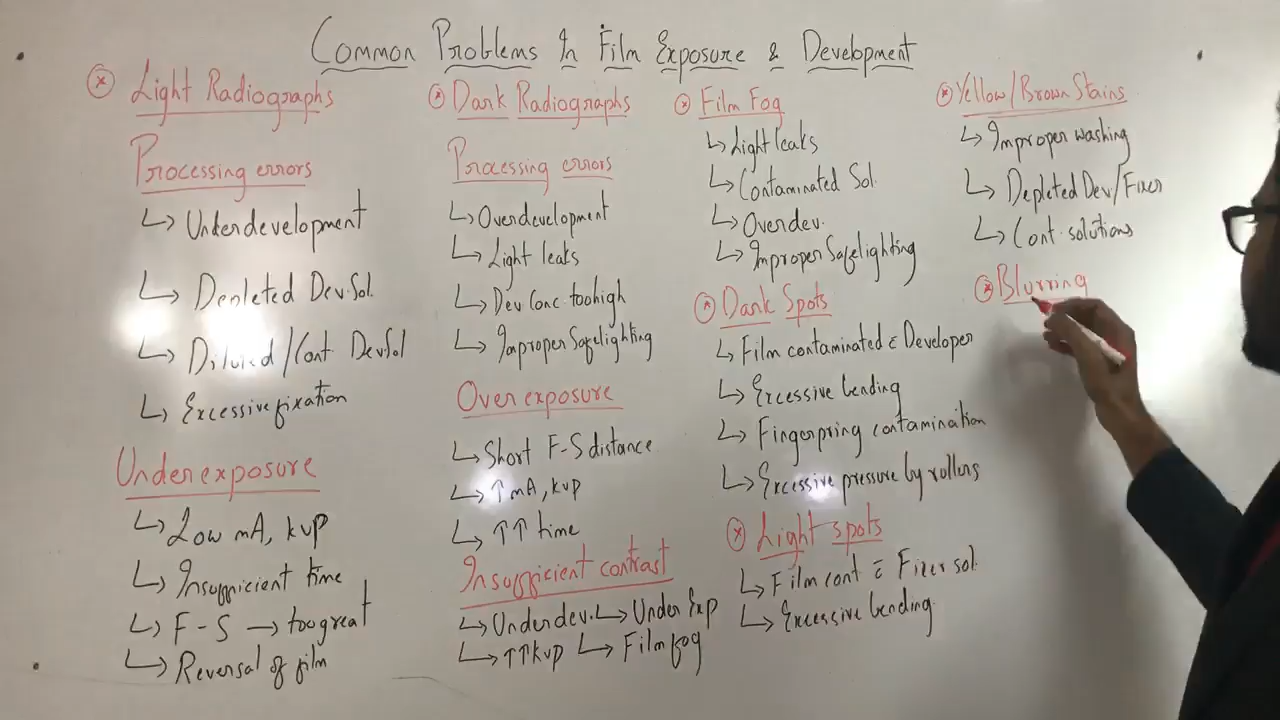 Common Problems In Film Exposure & Development
Light Radiographs
Processing errors
↳ Underdevelopment
↳ Depleted Dev. Sol.
↳ Diluted / Cont. Dev Sol
↳ Excessive fixation
Underexposure
↳ Low mA, kvp
↳ Insufficient time
↳ F-S → too great
↳ Reversal of film
Dark Radiographs
Processing errors
↳ Overdevelopment
↳ Light leaks
↳ Dev Conc. too high
↳ Improper Safelighting
Over exposure
↳ Short F-S distance
↳ ↑ mA, kvp
↳ ↑↑ time
Insufficient contrast
↳ Underdev. ↳ Under Exp
↳ ↑↑ kvp ↳ Film fog
Film Fog
↳ Light leaks
↳ Contaminated Sol.
↳ Overdev.
↳ Improper Safelighting
Dark Spots
↳ Film contaminated c̄ Developer
↳ Excessive bending
↳ Fingerpring contamination
↳ Excessive pressure by rollers
Light spots
↳ Film cont c̄ Fixer sol.
↳ Excessive bending
Yellow/Brown Stains
↳ Improper washing
↳ Depleted Dev/Fixer
↳ Cont. solutions
Blurring